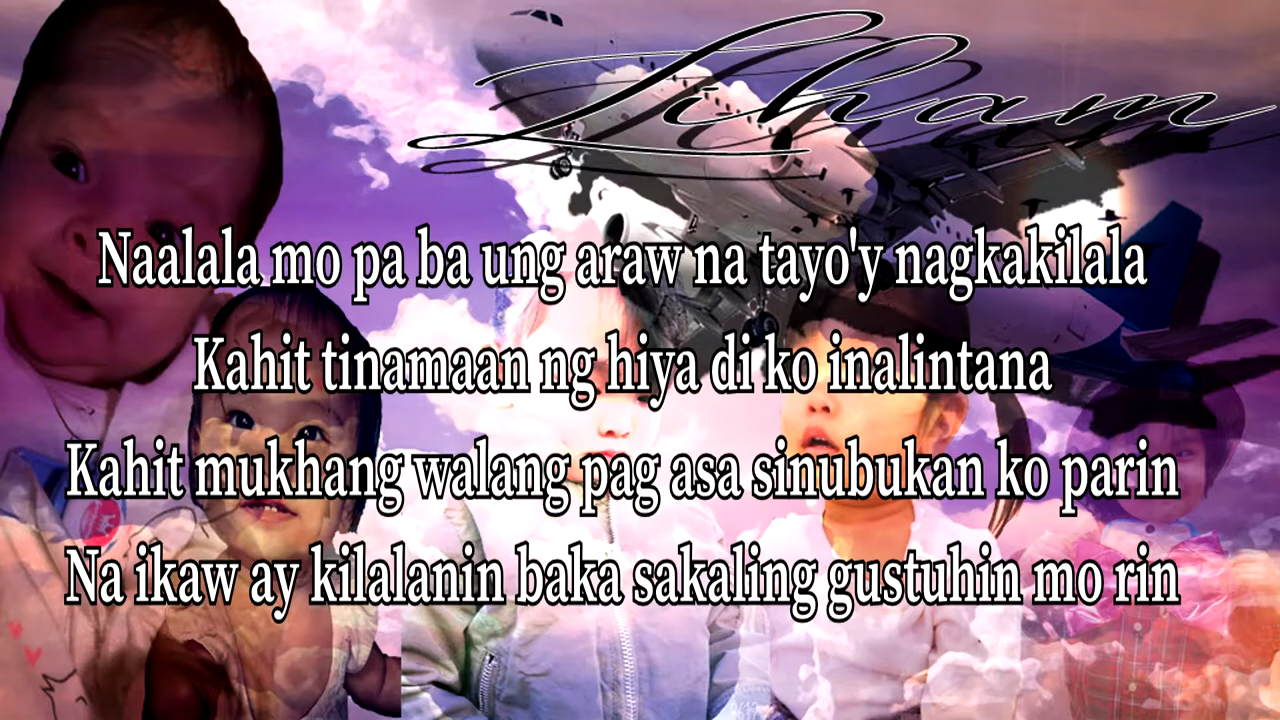 Liham
Naalala mo pa ba ung araw na tayo'y nagkakilala
Kahit tinamaan ng hiya di ko inalintana
Kahit mukhang walang pag asa sinubukan ko parin
Na ikaw ay kilalanin baka sakaling gustuhin mo rin